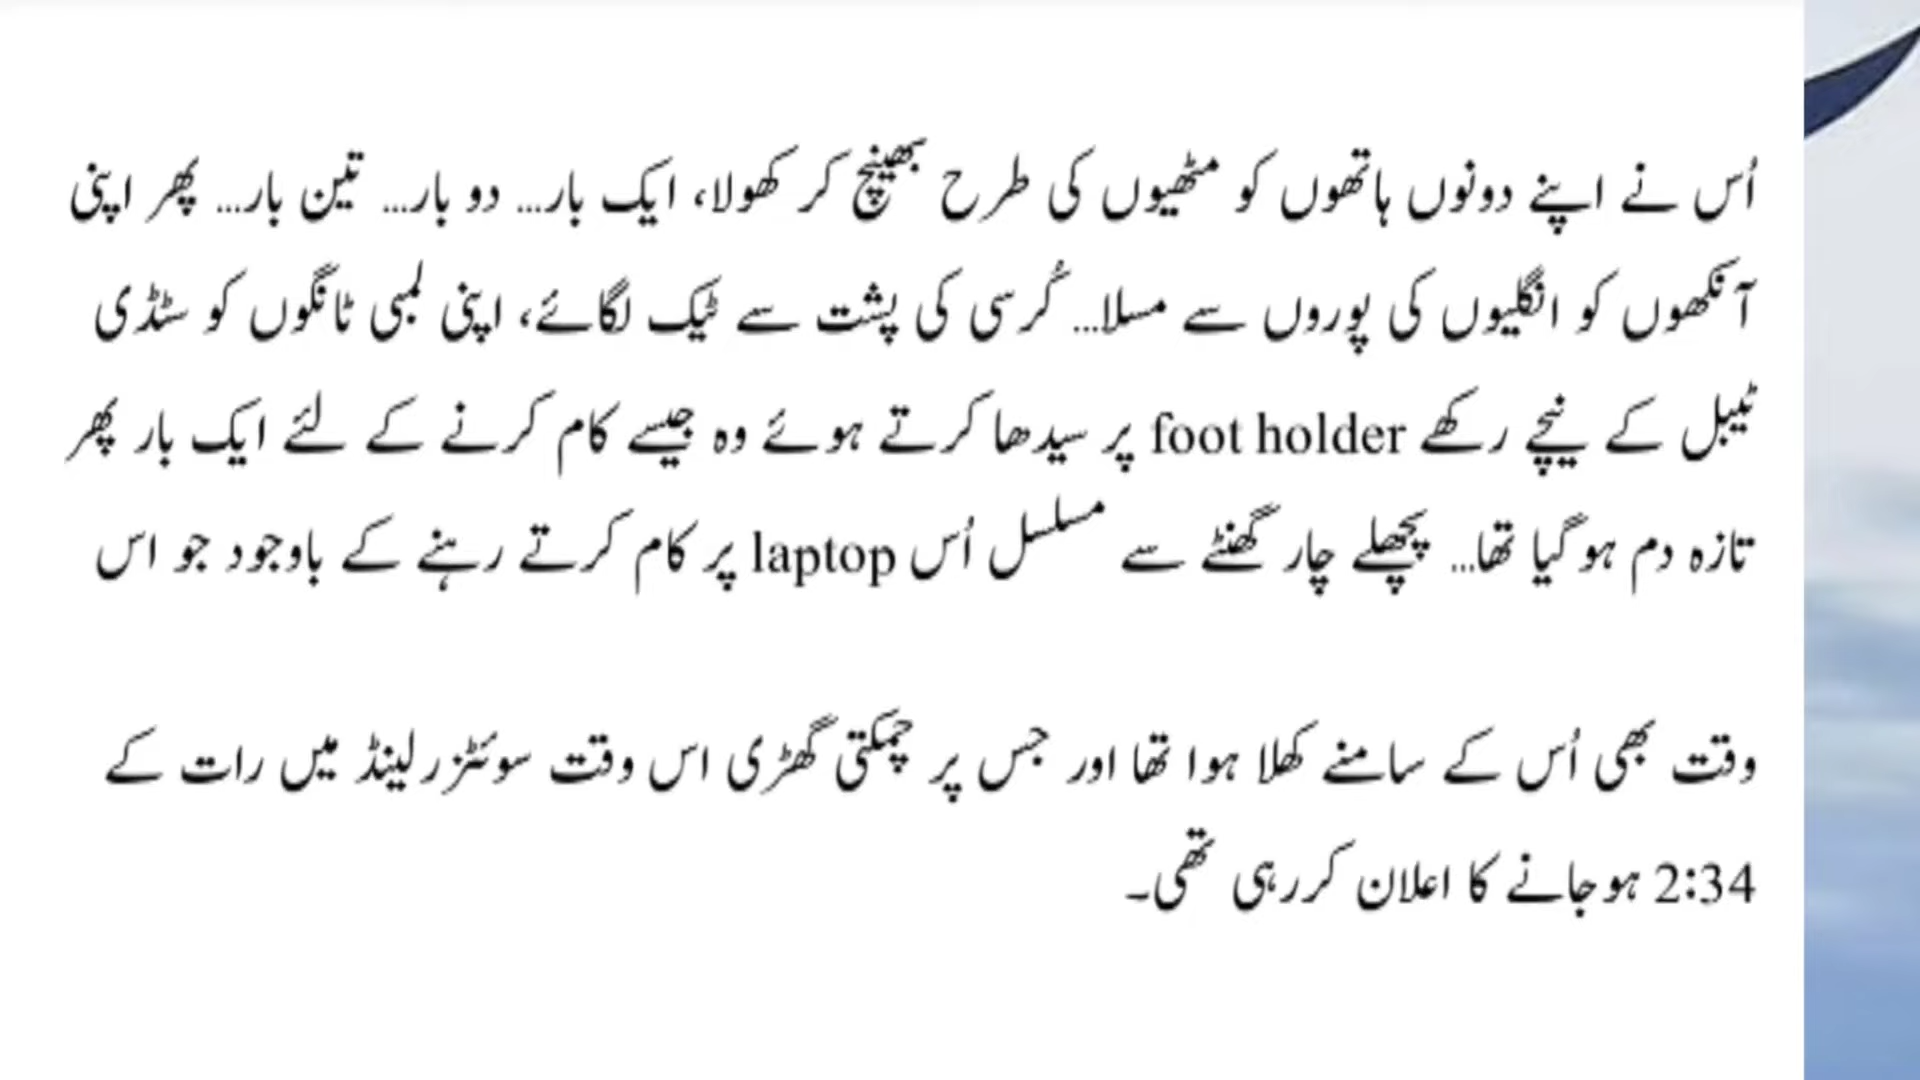 اُس نے اپنے دونوں ہاتھوں کو مٹھیوں کی طرح بھینچ کر کھولا، ایک بار... دو بار... تین بار... پھر اپنی
آنکھوں کو انگلیوں کی پوروں سے مسلا... کُرسی کی پشت سے ٹیک لگائے، اپنی لمبی ٹانگوں کو سٹڈی
ٹیبل کے نیچے رکھے foot holder پر سیدھا کرتے ہوئے وہ جیسے کام کرنے کے لئے ایک بار پھر
تازہ دم ہوگیا تھا... پچھلے چار گھنٹے سے مسلسل اُس laptop پر کام کرتے رہنے کے باوجود جو اس
وقت بھی اُس کے سامنے کھلا ہوا تھا اور جس پر چمکتی گھڑی اس وقت سوئٹزرلینڈ میں رات کے
2:34 ہوجانے کا اعلان کررہی تھی۔